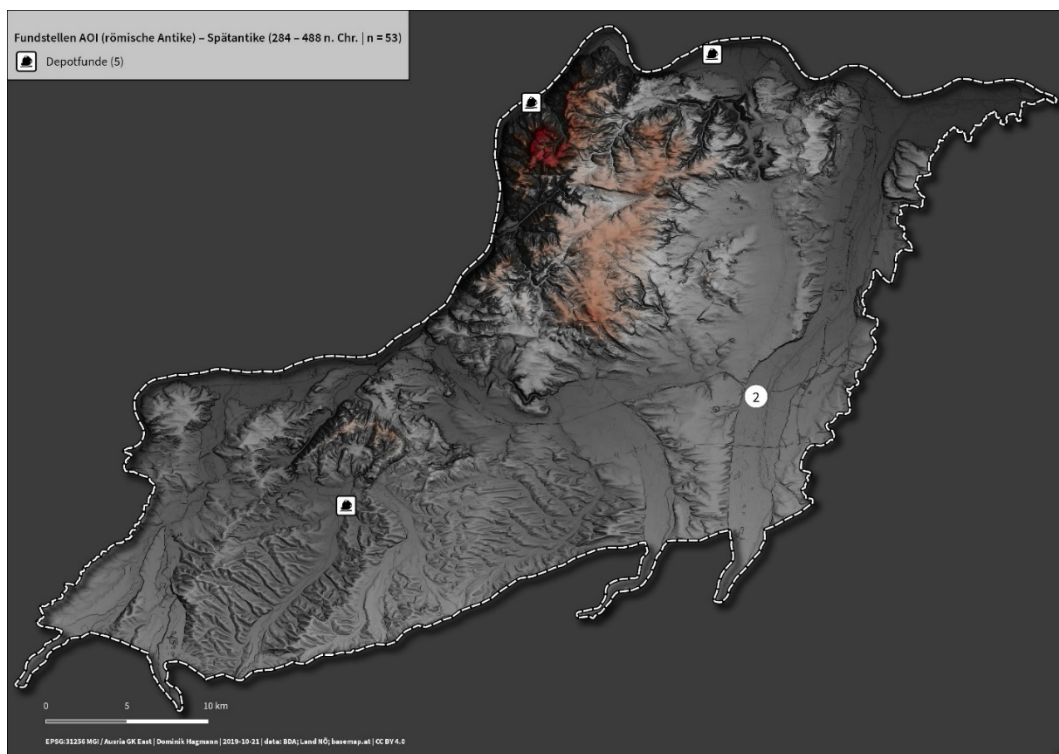 Fundstellen AOI (römische Antike) – Spätantike (284 – 488 n. Chr. | n = 53)
Depotfunde (5)
2
0 5 10 km
EPSG:31256 MGI / Ausria GK East | Dominik Hagmann | 2019-10-21 | data: BDA; Land NÖ; basemap.at | CC BY 4.0